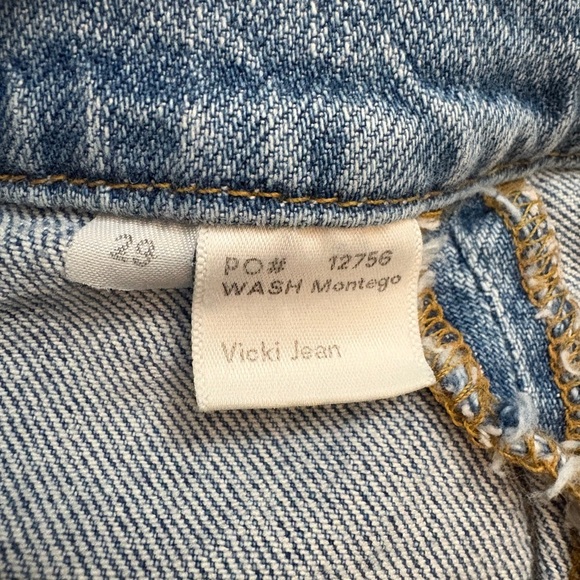 29
PO# 12756
WASH Montego
Vicki Jean